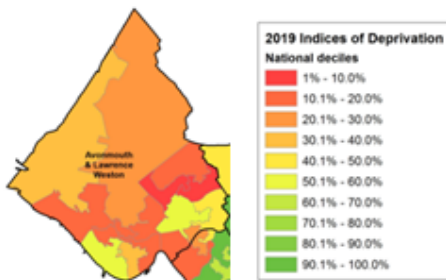 Avonmouth
& Lawrence
Weston
2019 Indices of Deprivation
National deciles
1% - 10.0%
10.1% - 20.0%
20.1% - 30.0%
30.1% - 40.0%
40.1% - 50.0%
50.1% - 60.0%
60.1% - 70.0%
70.1% - 80.0%
80.1% - 90.0%
90.1% - 100.0%